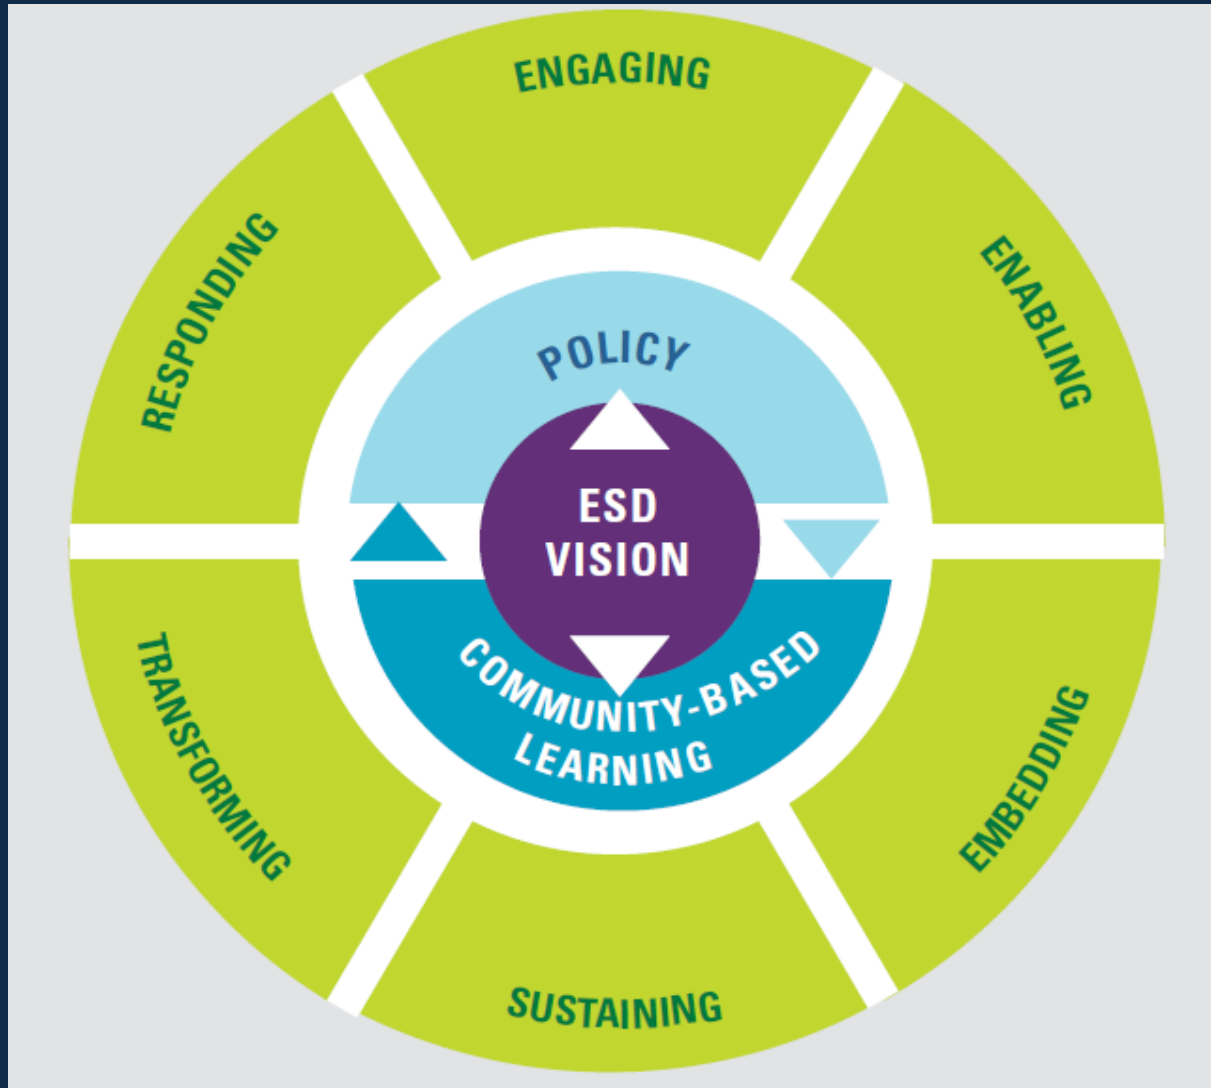 ENGAGING
ENABLING
EMBEDDING
SUSTAINING
TRANSFORMING
RESPONDING
POLICY
ESD
VISION
COMMUNITY-BASED
LEARNING